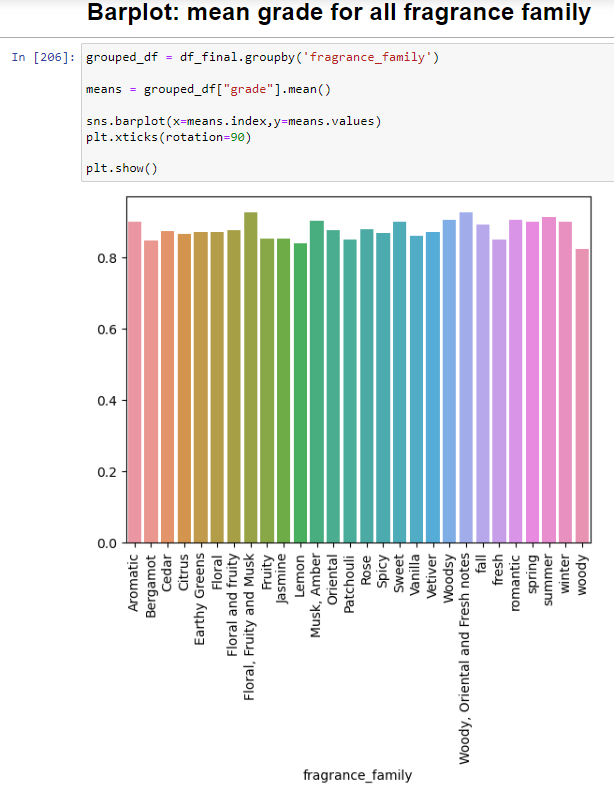 Barplot: mean grade for all fragrance family
In [206]: grouped_df = df_final.groupby('fragrance_family')
means = grouped_df["grade"].mean()
sns.barplot(x=means.index,y=means.values)
plt.xticks(rotation=90)
plt.show()
0.8
0.6
0.4
0.2
0.0
Aromatic
Bergamot
Cedar
Citrus
Earthy Greens
Floral
Floral and fruity
Floral, Fruity and Musk
Fruity
Jasmine
Lemon
Musk, Amber
Oriental
Patchouli
Rose
Spicy
Sweet
Vanilla
Vetiver
Woodsy
Woody, Oriental and Fresh notes
fall
fresh
romantic
spring
summer
winter
woody
fragrance_family